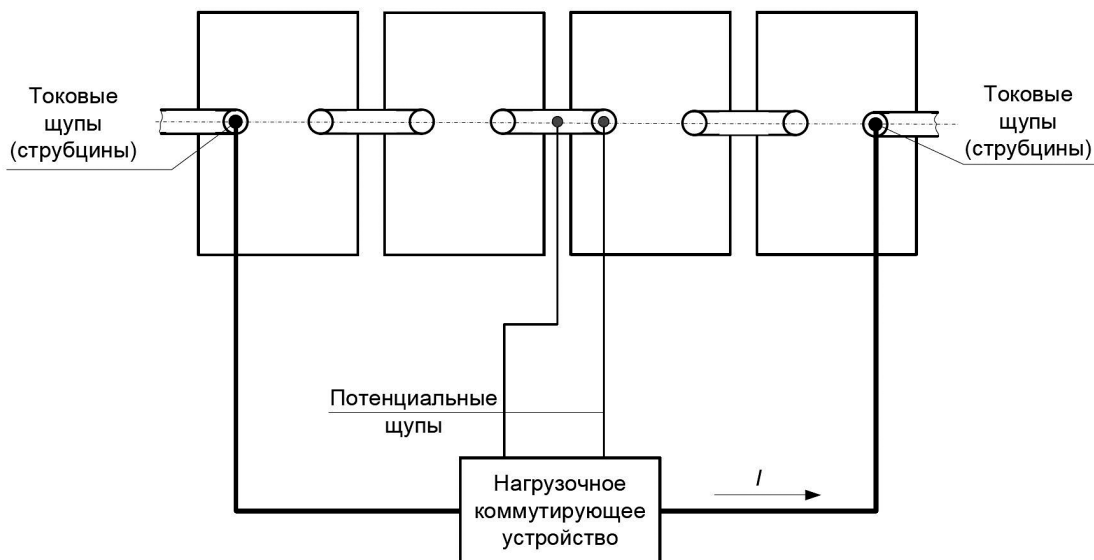 Токовые
щупы
(струбцины)
Токовые
щупы
(струбцины)
Потенциальные
щупы
I
Нагрузочное
коммутирующее
устройство